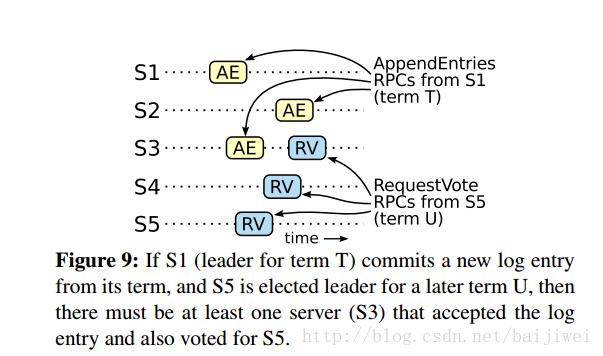 S1 AE AppendEntries
RPCs from S1
S2 AE (term T)
S3 AE RV
S4 RV RequestVote
RPCs from S5
S5 RV (term U)
time
Figure 9: If S1 (leader for term T) commits a new log entry
from its term, and S5 is elected leader for a later term U, then
there must be at least one server (S3) that accepted the log
entry and also voted for S5.
http://blog.csdn.net/baijiwei